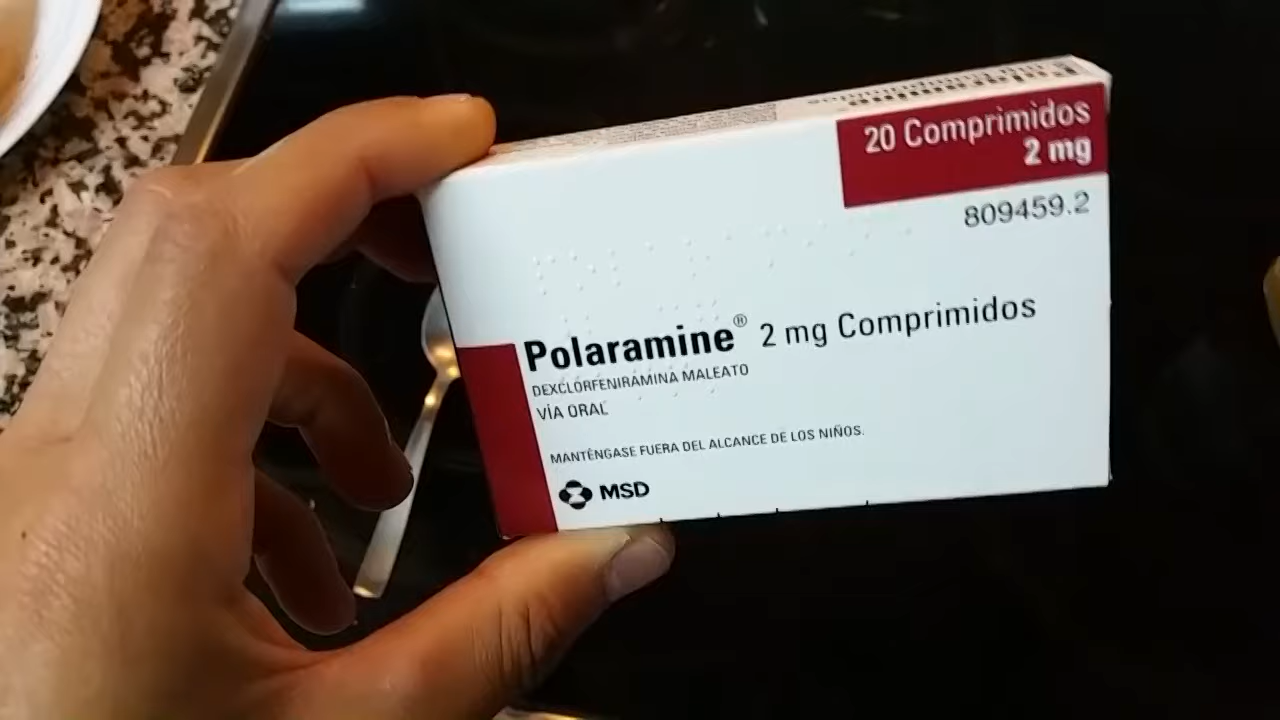 20 Comprimidos
2 mg
809459.2
Polaramine® 2 mg Comprimidos
DEXCLORFENIRAMINA MALEATO
VÍA ORAL
MANTÉNGASE FUERA DEL ALCANCE DE LOS NIÑOS.
MSD